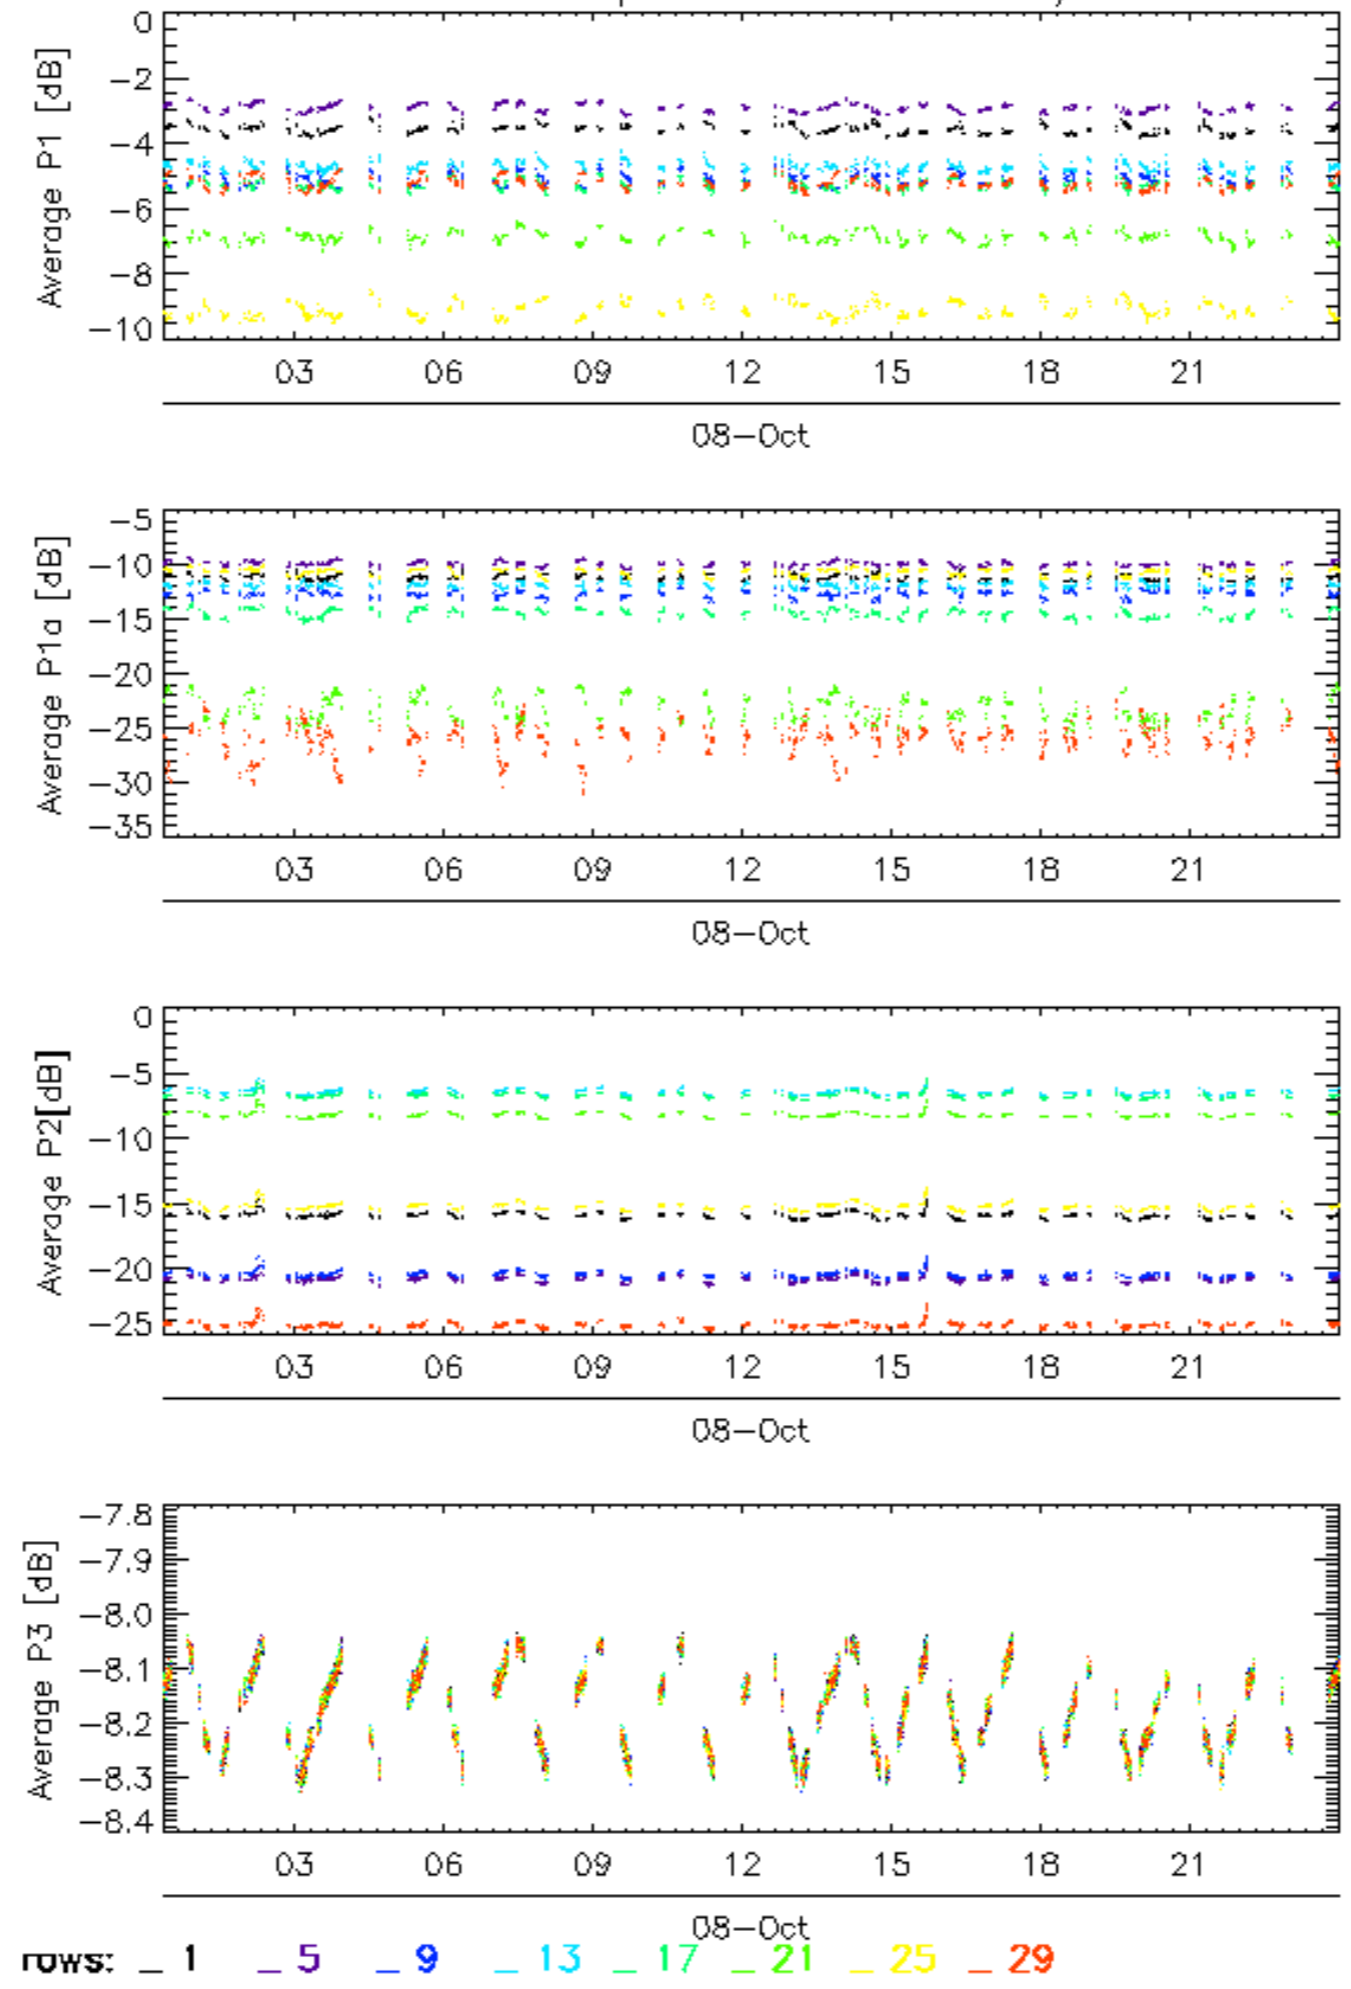 0
−2
−4
−6
−8
−10
Average P1 [dB]
03 06 09 12 15 18 21
08−Oct
−5
−10
−15
−20
−25
−30
−35
Average P1a [dB]
03 06 09 12 15 18 21
08−Oct
0
−5
−10
−15
−20
−25
Average P2[dB]
03 06 09 12 15 18 21
08−Oct
−7.8
−7.9
−8.0
−8.1
−8.2
−8.3
−8.4
Average P3 [dB]
03 06 09 12 15 18 21
08−Oct
rows: _ 1 _ 5 _ 9 _ 13 _ 17 _ 21 _ 25 _ 29